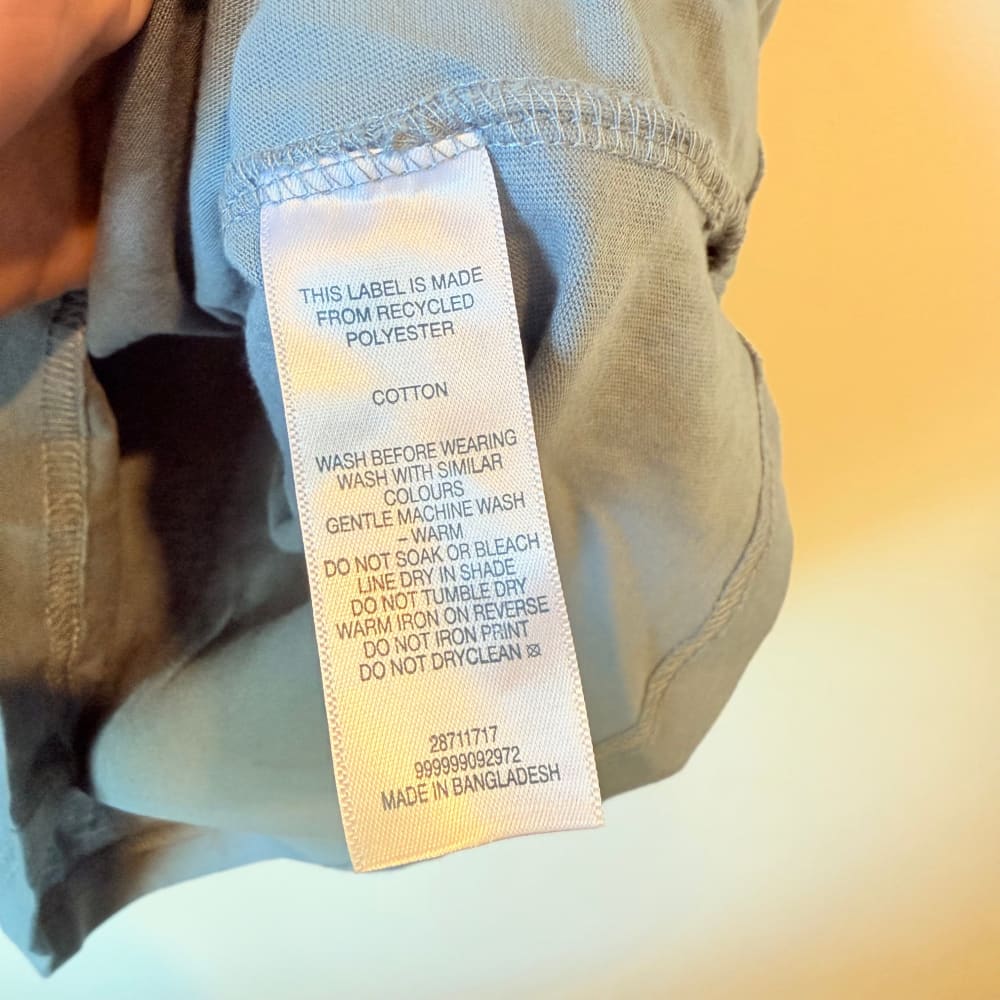 THIS LABEL IS MADE
FROM RECYCLED
POLYESTER
COTTON
WASH BEFORE WEARING
WASH WITH SIMILAR
COLOURS
GENTLE MACHINE WASH
– WARM
DO NOT SOAK OR BLEACH
LINE DRY IN SHADE
DO NOT TUMBLE DRY
WARM IRON ON REVERSE
DO NOT IRON PRINT
DO NOT DRYCLEAN
28711717
999999092972
MADE IN BANGLADESH